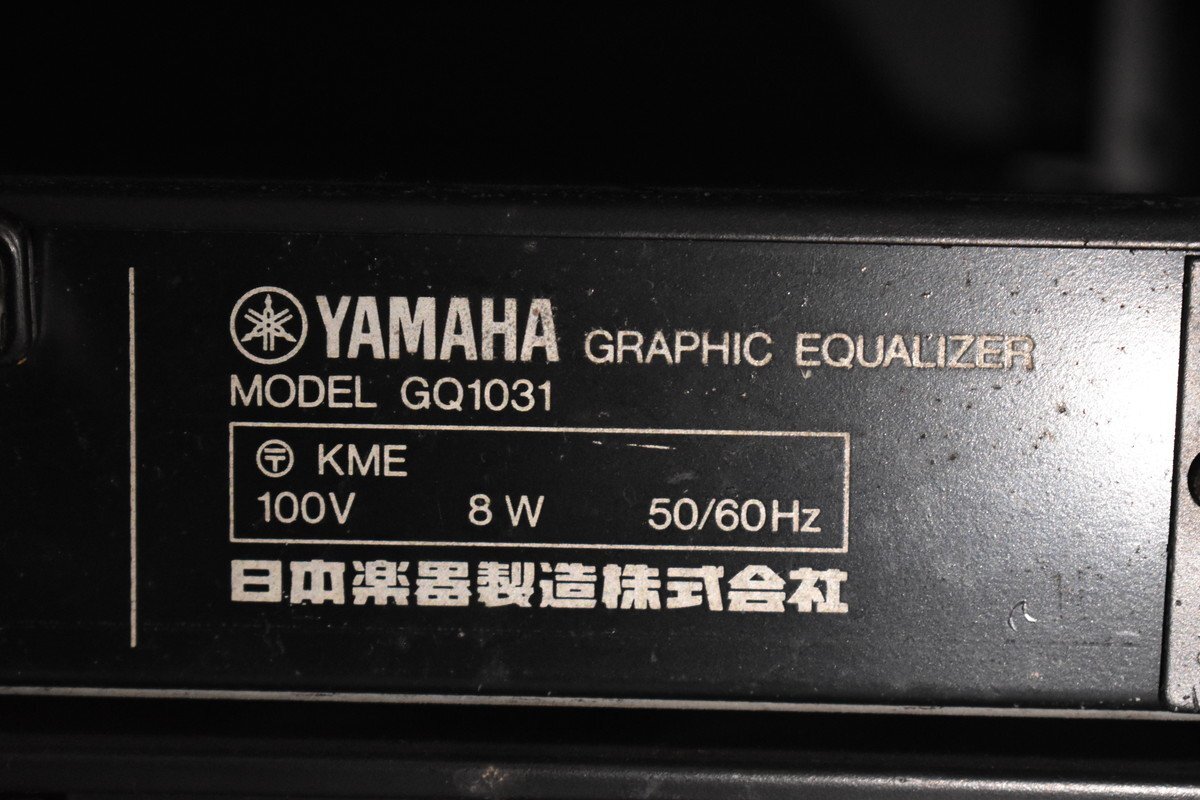 YAMAHA GRAPHIC EQUALIZER
MODEL GQ1031
〶 KME
100V 8W 50/60Hz
日本楽器製造株式会社